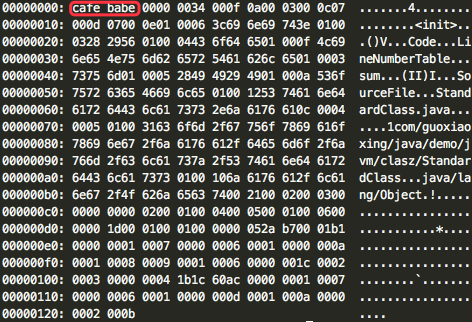 00000000: cafe babe 0000 0034 000f 0a00 0300 0c07 .......4........
00000010: 000d 0700 0e01 0006 3c69 6e69 743e 0100 ........<init>..
00000020: 0328 2956 0100 0443 6f64 6501 000f 4c69 .()V...Code...Li
00000030: 6e65 4e75 6d62 6572 5461 626c 6501 0003 neNumberTable...
00000040: 7375 6d01 0005 2849 4929 4901 000a 536f sum...(II)I...So
00000050: 7572 6365 4669 6c65 0100 1253 7461 6e64 urceFile...Stand
00000060: 6172 6443 6c61 7373 2e6a 6176 610c 0004 ardClass.java...
00000070: 0005 0100 3163 6f6d 2f67 756f 7869 616f ....1com/guoxiao
00000080: 7869 6e67 2f6a 6176 612f 6465 6d6f 2f6a xing/java/demo/j
00000090: 766d 2f63 6c61 737a 2f53 7461 6e64 6172 vm/clasz/Standar
000000a0: 6443 6c61 7373 0100 106a 6176 612f 6c61 dClass...java/la
000000b0: 6e67 2f4f 626a 6563 7400 2100 0200 0300 ng/Object.!.....
000000c0: 0000 0000 0200 0100 0400 0500 0100 0600 ................
000000d0: 0000 1d00 0100 0100 0000 052a b700 01b1 ...........*....
000000e0: 0000 0001 0007 0000 0006 0001 0000 000a ................
000000f0: 0001 0008 0009 0001 0006 0000 001c 0002 ................
00000100: 0003 0000 0004 1b1c 60ac 0000 0001 0007 ........`.......
00000110: 0000 0006 0001 0000 000d 0001 000a 0000 ................
00000120: 0002 000b ....